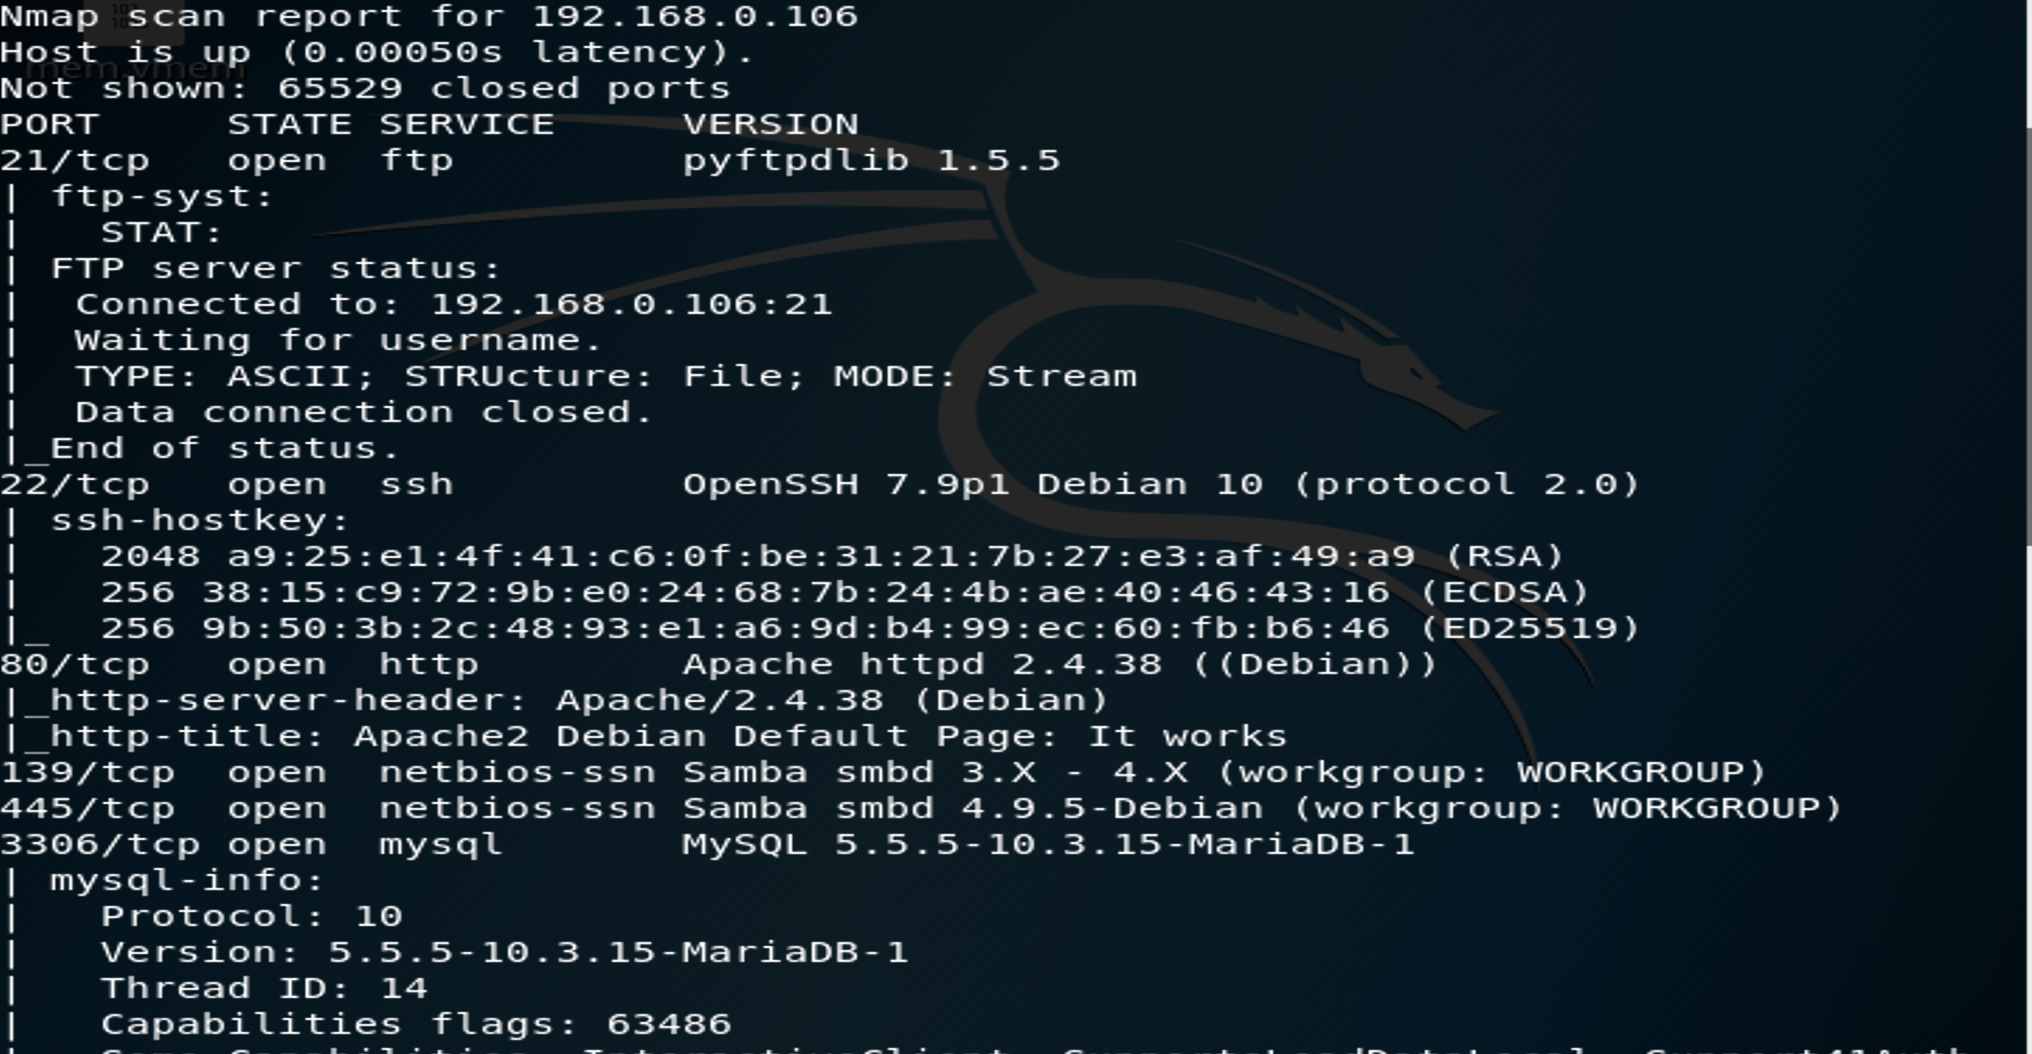 Nmap scan report for 192.168.0.106
Host is up (0.00050s latency).
Not shown: 65529 closed ports
PORT     STATE SERVICE     VERSION
21/tcp   open  ftp         pyftpdlib 1.5.5
| ftp-syst:
|   STAT:
| FTP server status:
|  Connected to: 192.168.0.106:21
|  Waiting for username.
|  TYPE: ASCII; STRUcture: File; MODE: Stream
|  Data connection closed.
|_End of status.
22/tcp   open  ssh         OpenSSH 7.9p1 Debian 10 (protocol 2.0)
| ssh-hostkey:
|   2048 a9:25:e1:4f:41:c6:0f:be:31:21:7b:27:e3:af:49:a9 (RSA)
|   256 38:15:c9:72:9b:e0:24:68:7b:24:4b:ae:40:46:43:16 (ECDSA)
|_  256 9b:50:3b:2c:48:93:e1:a6:9d:b4:99:ec:60:fb:b6:46 (ED25519)
80/tcp   open  http        Apache httpd 2.4.38 ((Debian))
|_http-server-header: Apache/2.4.38 (Debian)
|_http-title: Apache2 Debian Default Page: It works
139/tcp  open  netbios-ssn Samba smbd 3.X - 4.X (workgroup: WORKGROUP)
445/tcp  open  netbios-ssn Samba smbd 4.9.5-Debian (workgroup: WORKGROUP)
3306/tcp open  mysql       MySQL 5.5.5-10.3.15-MariaDB-1
| mysql-info:
|   Protocol: 10
|   Version: 5.5.5-10.3.15-MariaDB-1
|   Thread ID: 14
|   Capabilities flags: 63486